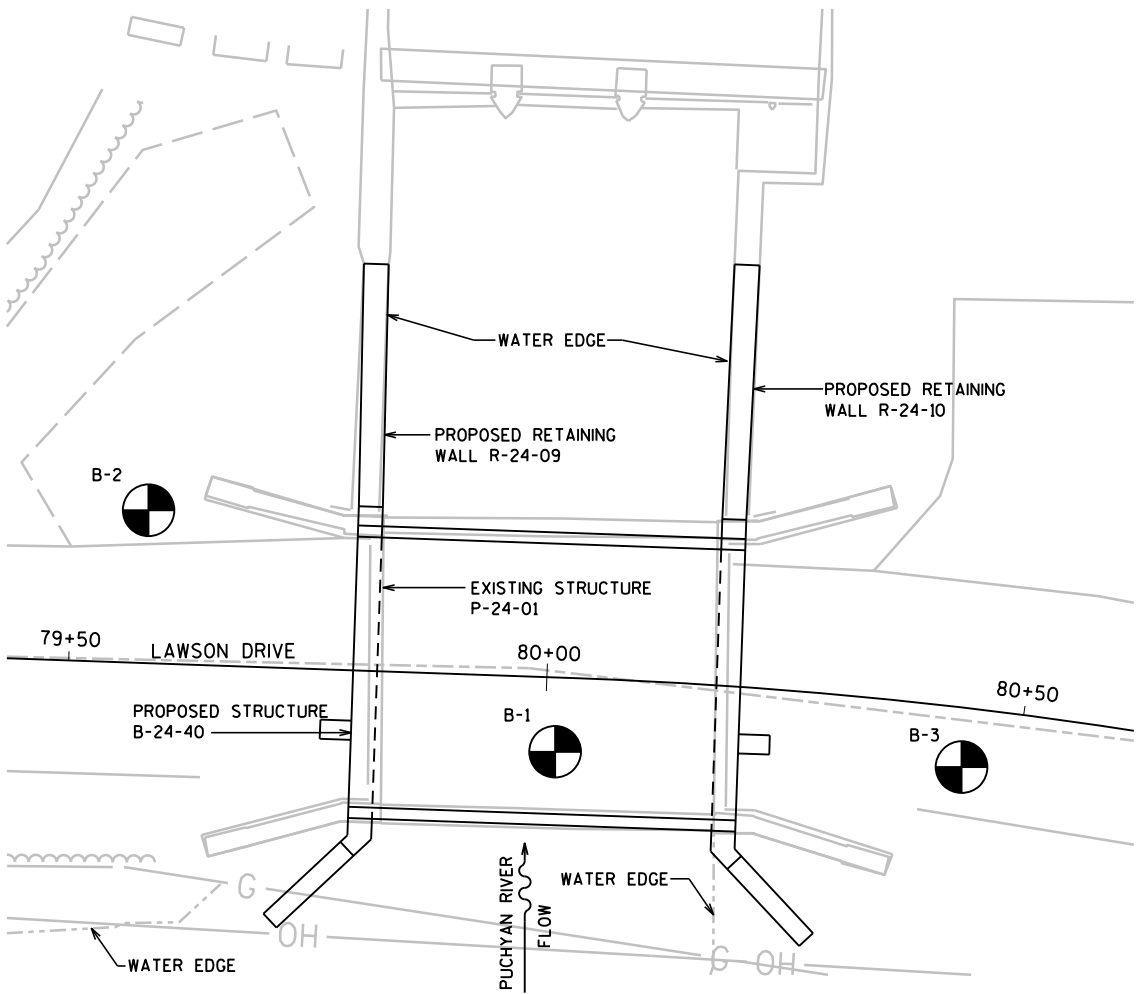 WATER EDGE
PROPOSED RETAINING
WALL R-24-10
PROPOSED RETAINING
WALL R-24-09
B-2
EXISTING STRUCTURE
P-24-01
79+50
LAWSON DRIVE
80+00
80+50
PROPOSED STRUCTURE
B-24-40
B-1
B-3
WATER EDGE
G
PUCHYAN RIVER
FLOW
OH
G
OH
WATER EDGE